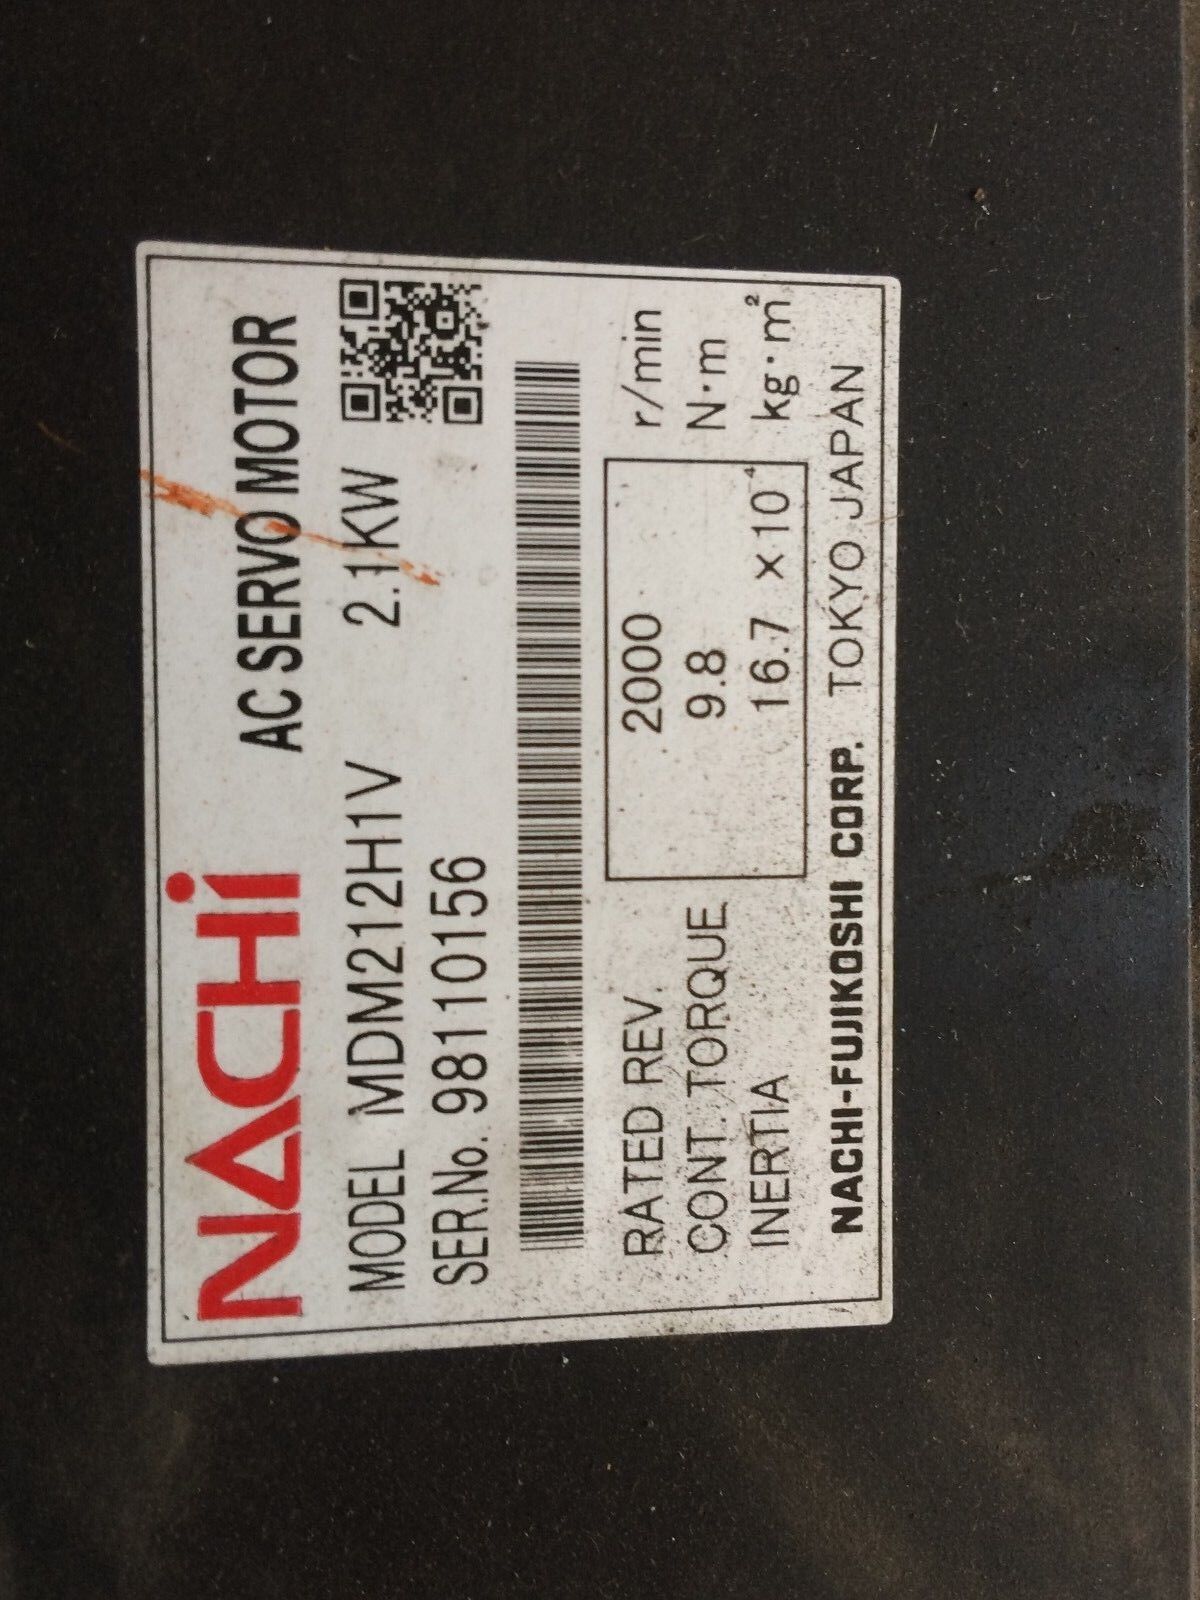 NACHi AC SERVO MOTOR
MODEL MDM212H1V 2.1KW
SER.No. 981110156
RATED REV. 2000 r/min
CONT. TORQUE 9.8 N·m
INERTIA 16.7 × 10⁻⁴ kg·m²
NACHI-FUJIKOSHI CORP. TOKYO JAPAN